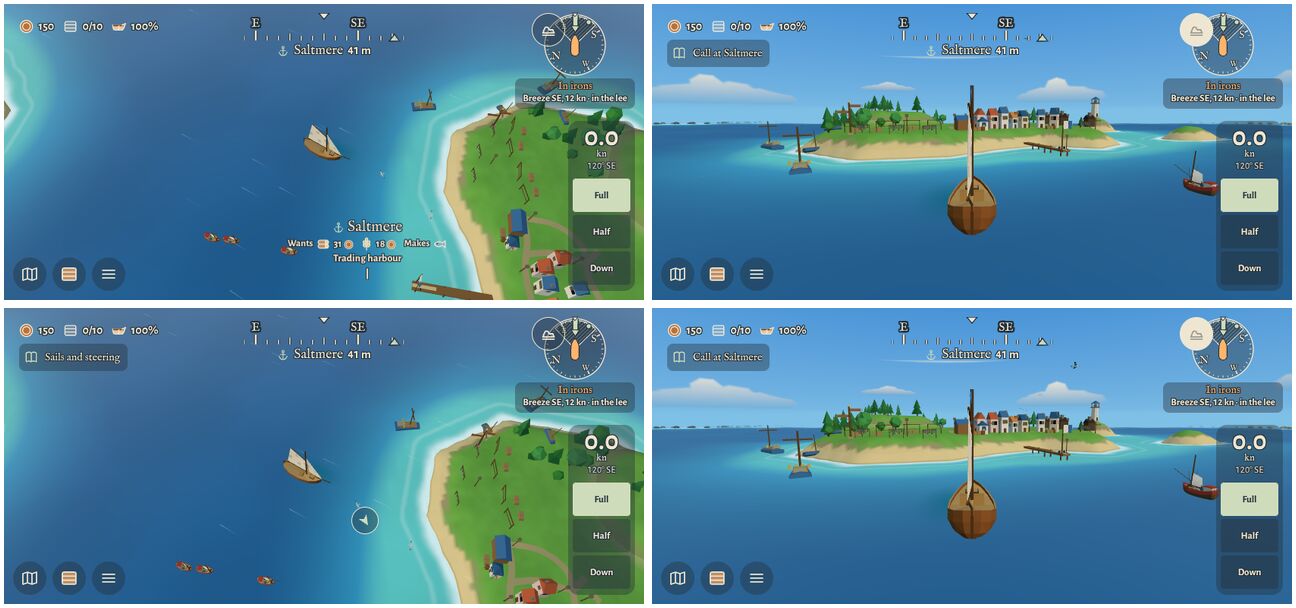 150 0/10 100%
E SE
Saltmere 41 m
S N W
In irons
Breeze SE, 12 kn · in the lee
0.0
kn
120° SE
Full
Half
Down
Saltmere
Wants 31 18 Makes
Trading harbour
150 0/10 100%
Call at Saltmere
E SE
Saltmere 41 m
S N W
In irons
Breeze SE, 12 kn · in the lee
0.0
kn
120° SE
Full
Half
Down
150 0/10 100%
Sails and steering
E SE
Saltmere 41 m
S N W
In irons
Breeze SE, 12 kn · in the lee
0.0
kn
120° SE
Full
Half
Down
150 0/10 100%
Call at Saltmere
E SE
Saltmere 41 m
S N W
In irons
Breeze SE, 12 kn · in the lee
0.0
kn
120° SE
Full
Half
Down